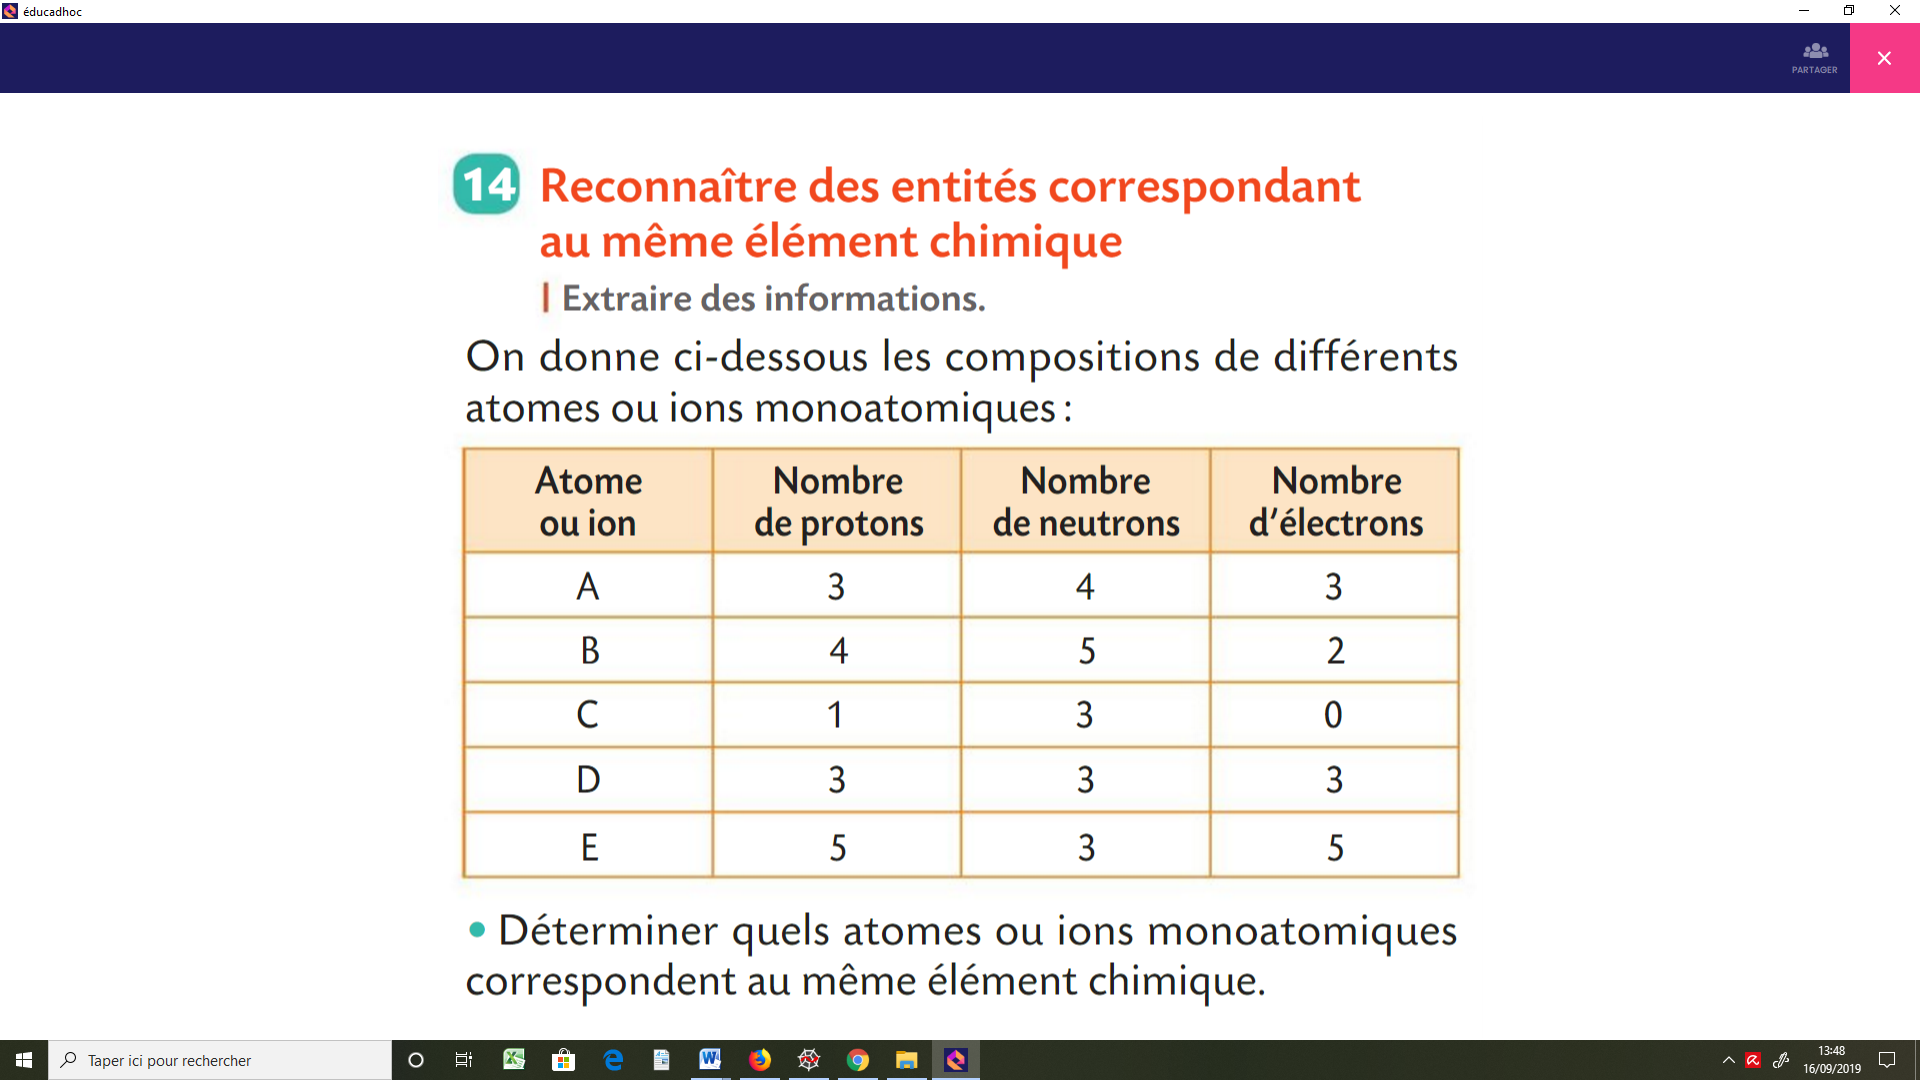 éducadhoc
PARTAGER
14 Reconnaître des entités correspondant
au même élément chimique
Extraire des informations.
On donne ci-dessous les compositions de différents
atomes ou ions monoatomiques :
Atome ou ion Nombre de protons Nombre de neutrons Nombre d'électrons
A 3 4 3
B 4 5 2
C 1 3 0
D 3 3 3
E 5 3 5
• Déterminer quels atomes ou ions monoatomiques
correspondent au même élément chimique.
Taper ici pour rechercher
13:48
16/09/2019